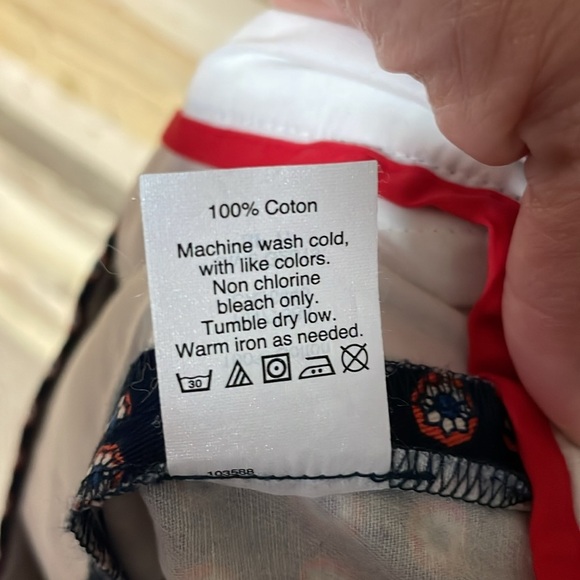 100% Coton
Machine wash cold,
with like colors.
Non chlorine
bleach only.
Tumble dry low.
Warm iron as needed.
30
103588